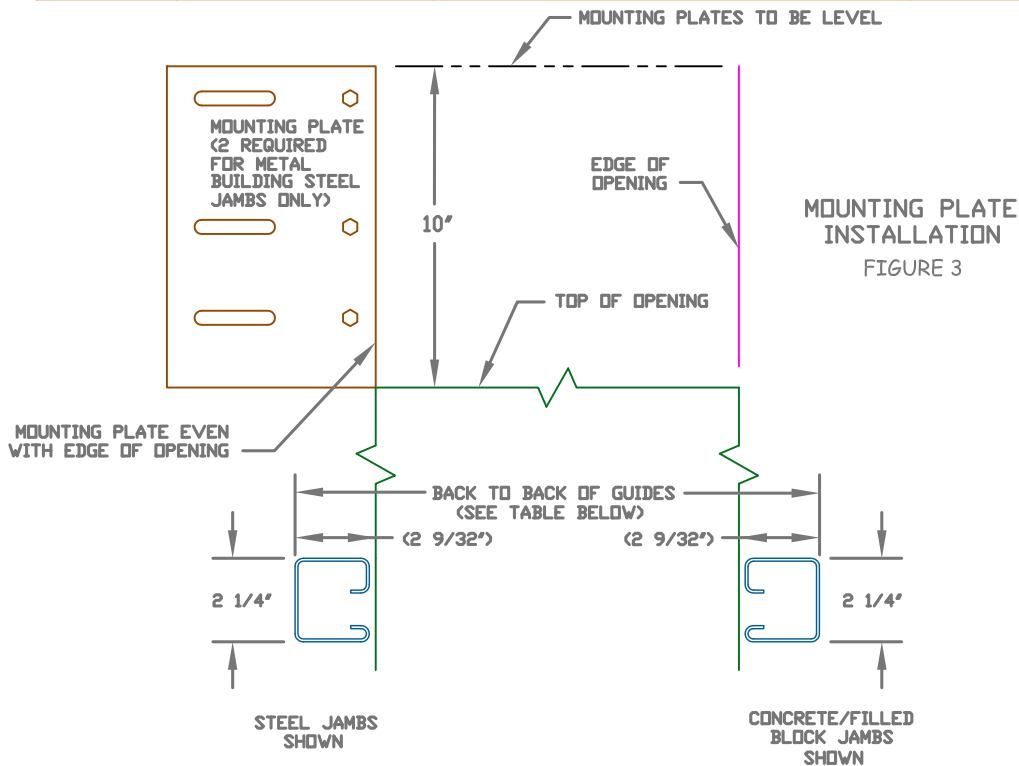 MOUNTING PLATES TO BE LEVEL
MOUNTING PLATE
(2 REQUIRED
FOR METAL
BUILDING STEEL
JAMBS ONLY)
10"
EDGE OF
OPENING
MOUNTING PLATE
INSTALLATION
FIGURE 3
TOP OF OPENING
MOUNTING PLATE EVEN
WITH EDGE OF OPENING
BACK TO BACK OF GUIDES
(SEE TABLE BELOW)
(2 9/32")
(2 9/32")
2 1/4"
2 1/4"
STEEL JAMBS
SHOWN
CONCRETE/FILLED
BLOCK JAMBS
SHOWN